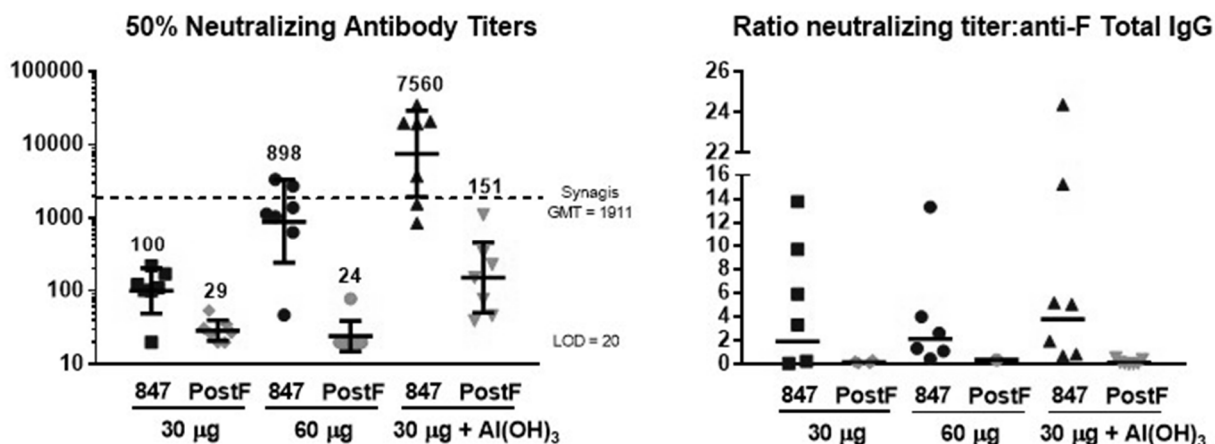 50% Neutralizing Antibody Titers
100000
10000
1000
100
10
100
29
898
24
7560
151
Synagis
GMT = 1911
LOD = 20
847 PostF 847 PostF 847 PostF
30 µg 60 µg 30 µg + Al(OH)3
Ratio neutralizing titer:anti-F Total IgG
26
24
22
16
14
12
10
8
6
4
2
0
847 PostF 847 PostF 847 PostF
30 µg 60 µg 30 µg + Al(OH)3